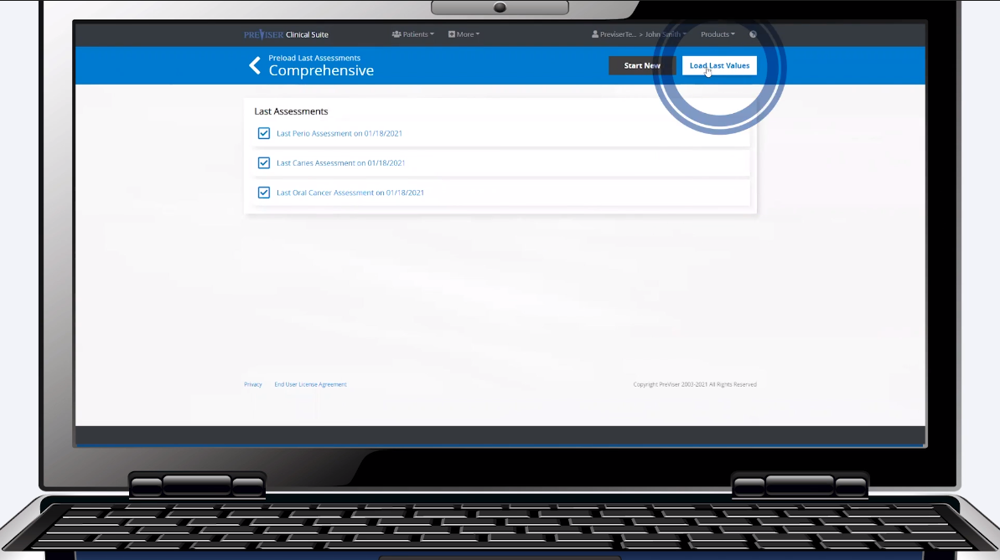 PREVISER Clinical Suite Patients More PreviserTe... > John Smith Products
Preload Last Assessments
Comprehensive
Start New Load Last Values
Last Assessments
Last Perio Assessment on 01/18/2021
Last Caries Assessment on 01/18/2021
Last Oral Cancer Assessment on 01/18/2021
Privacy End User License Agreement Copyright PreViser 2003-2021 All Rights Reserved